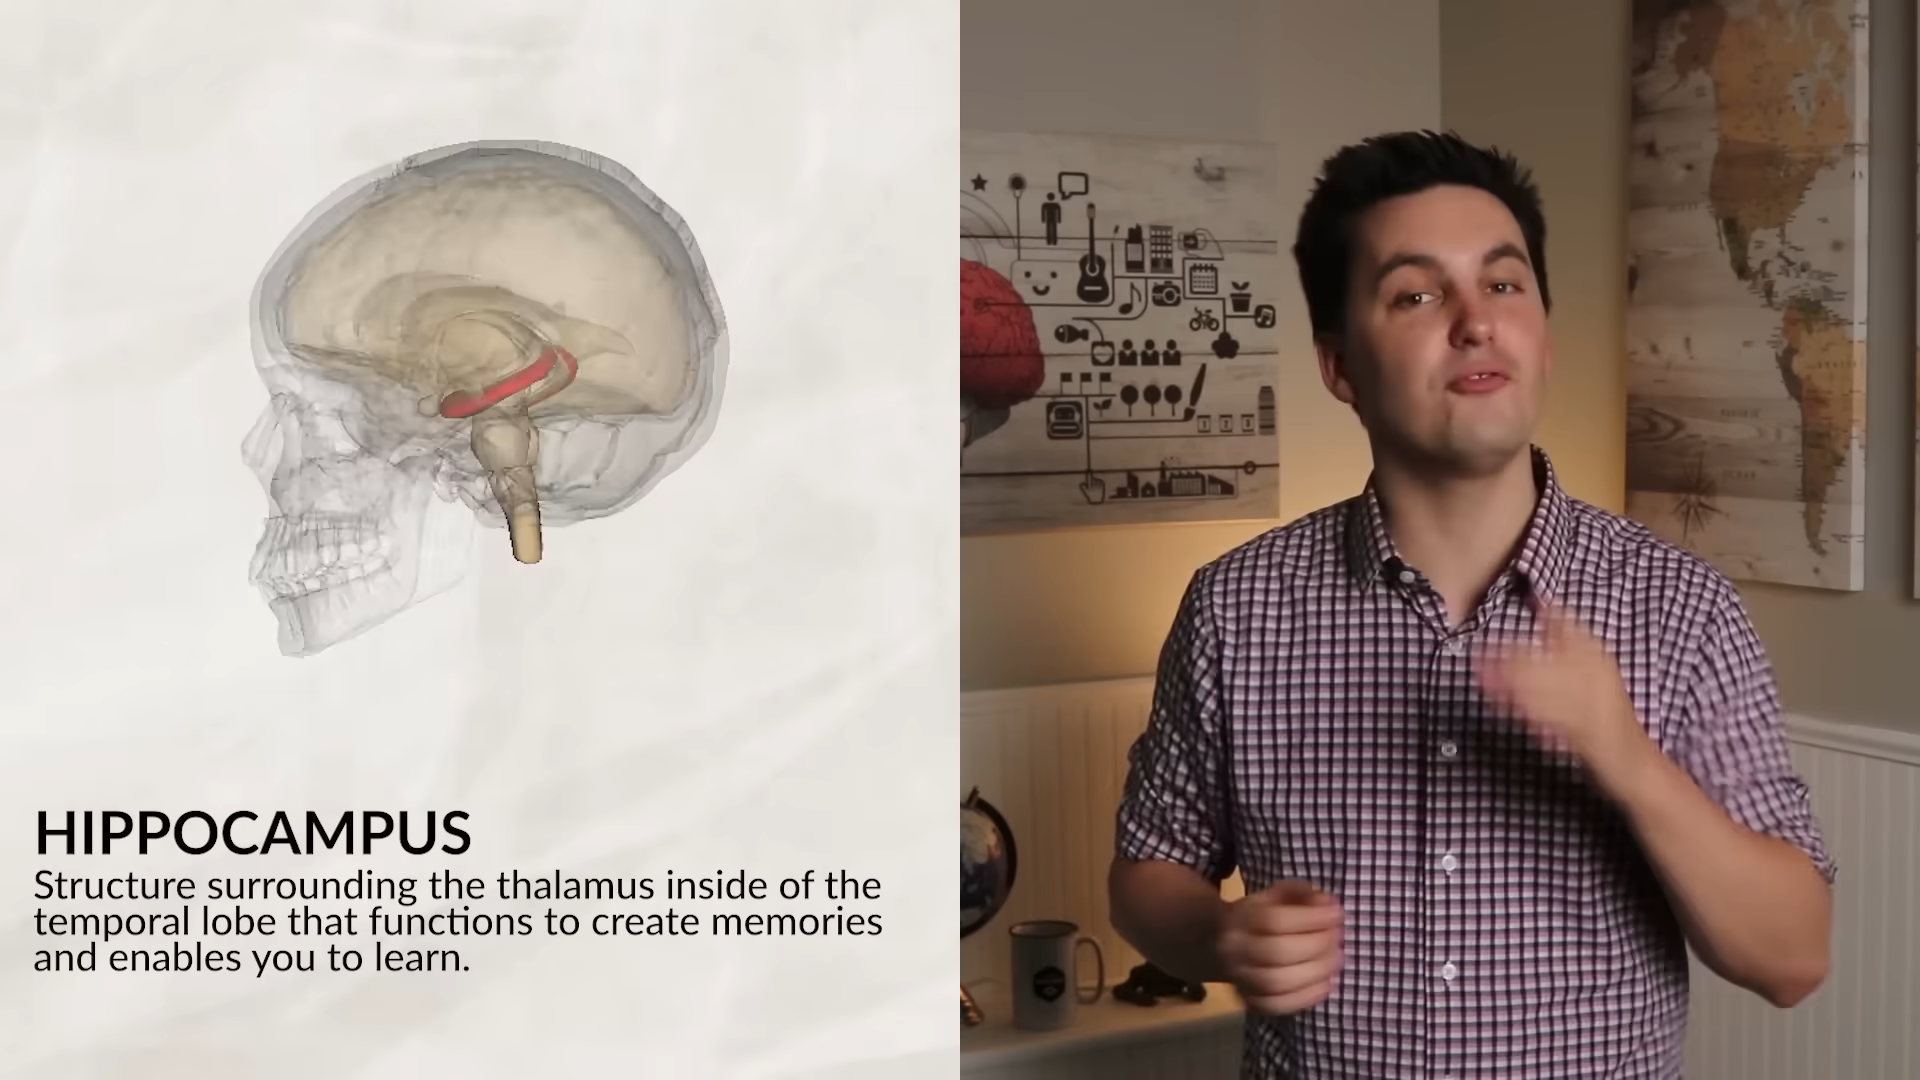 HIPPOCAMPUS
Structure surrounding the thalamus inside of the
temporal lobe that functions to create memories
and enables you to learn.